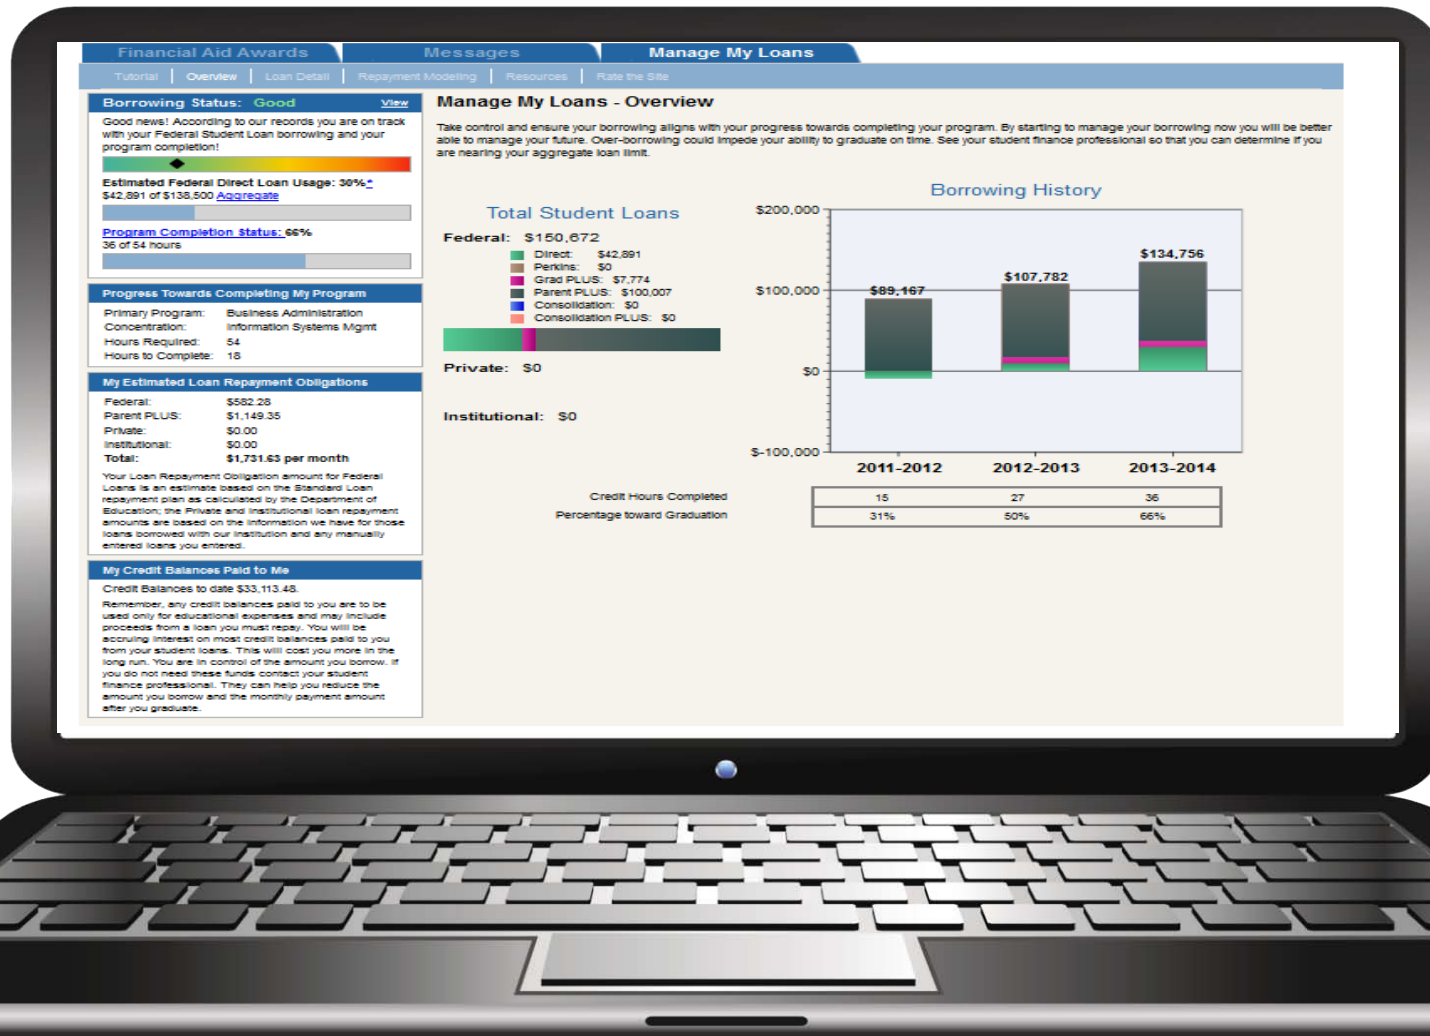 Financial Aid Awards Messages Manage My Loans
Tutorial Overview Loan Detail Repayment Modeling Resources Rate the Site
Borrowing Status: Good View
Good news! According to our records you are on track
with your Federal Student Loan borrowing and your
program completion!
Estimated Federal Direct Loan Usage: 30%*
$42,891 of $138,500 Aggregate
Program Completion Status: 66%
36 of 54 hours
Progress Towards Completing My Program
Primary Program: Business Administration
Concentration: Information Systems Mgmt
Hours Required: 54
Hours to Complete: 18
My Estimated Loan Repayment Obligations
Federal: $582.28
Parent PLUS: $1,149.35
Private: $0.00
Institutional: $0.00
Total: $1,731.63 per month
Your Loan Repayment Obligation amount for Federal
Loans is an estimate based on the Standard Loan
repayment plan as calculated by the Department of
Education; the Private and Institutional loan repayment
amounts are based on the information we have for those
loans borrowed with our institution and any manually
entered loans you entered.
My Credit Balances Paid to Me
Credit Balances to date $33,113.48.
Remember, any credit balances paid to you are to be
used only for educational expenses and may include
proceeds from a loan you must repay. You will be
accruing interest on most credit balances paid to you
from your student loans. This will cost you more in the
long run. You are in control of the amount you borrow. If
you do not need these funds contact your student
finance professional. They can help you reduce the
amount you borrow and the monthly payment amount
after you graduate.
Manage My Loans - Overview
Take control and ensure your borrowing aligns with your progress towards completing your program. By starting to manage your borrowing now you will be better
able to manage your future. Over-borrowing could impede your ability to graduate on time. See your student finance professional so that you can determine if you
are nearing your aggregate loan limit.
Total Student Loans
Federal: $150,672
Direct: $42,891
Perkins: $0
Grad PLUS: $7,774
Parent PLUS: $100,007
Consolidation: $0
Consolidation PLUS: $0
Private: $0
Institutional: $0
Borrowing History
$200,000
$134,756
$107,782
$100,000 $89,167
$0
$-100,000
2011-2012 2012-2013 2013-2014
Credit Hours Completed 15 27 36
Percentage toward Graduation 31% 50% 66%